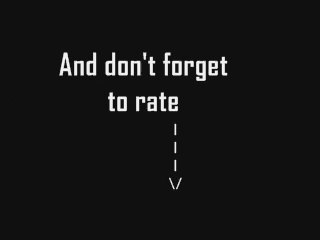 And don't forget
to rate
|
|
|
\/